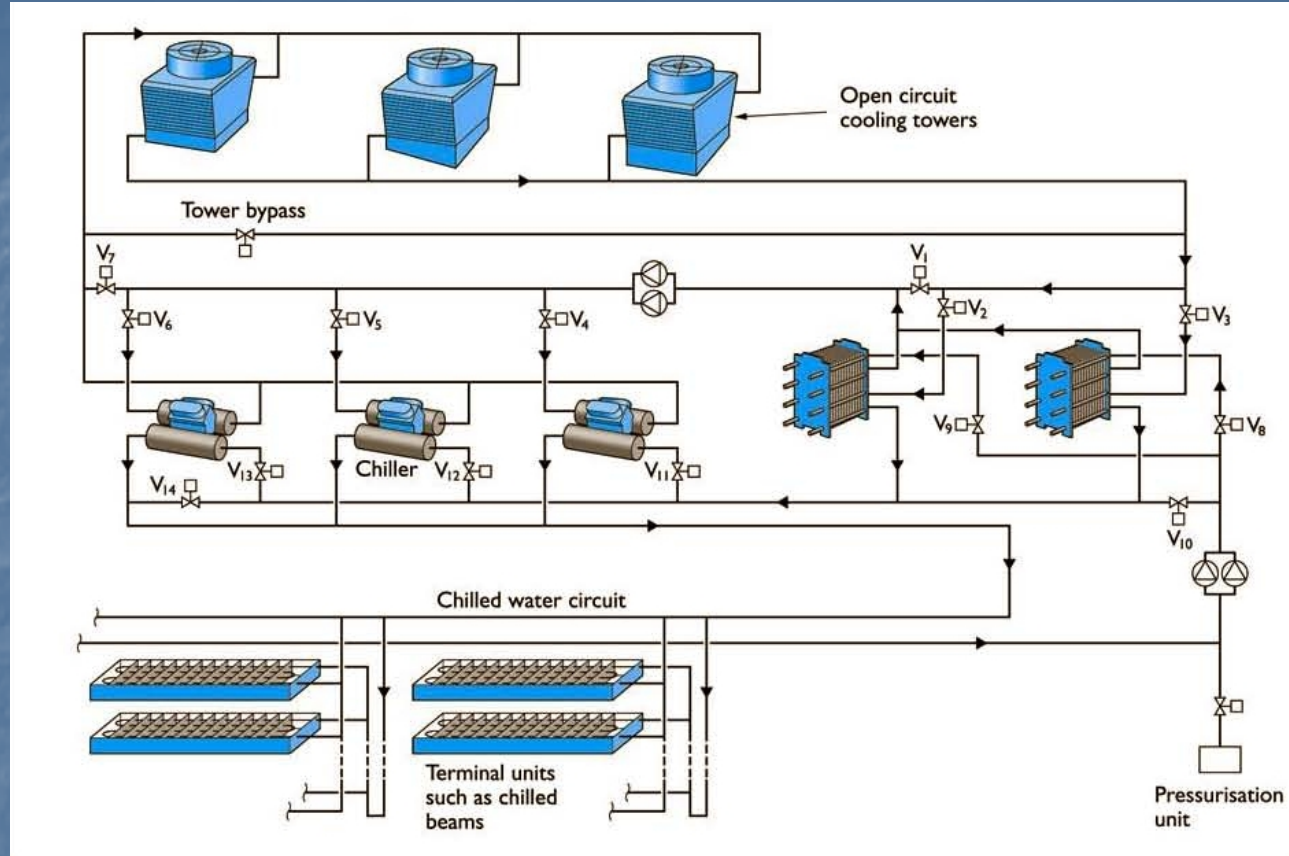 Open circuit
cooling towers
Tower bypass
V7
V1
V6
V5
V4
V2
V3
V9
V8
V13
Chiller
V12
V11
V14
V10
Chilled water circuit
Terminal units
such as chilled
beams
Pressurisation
unit